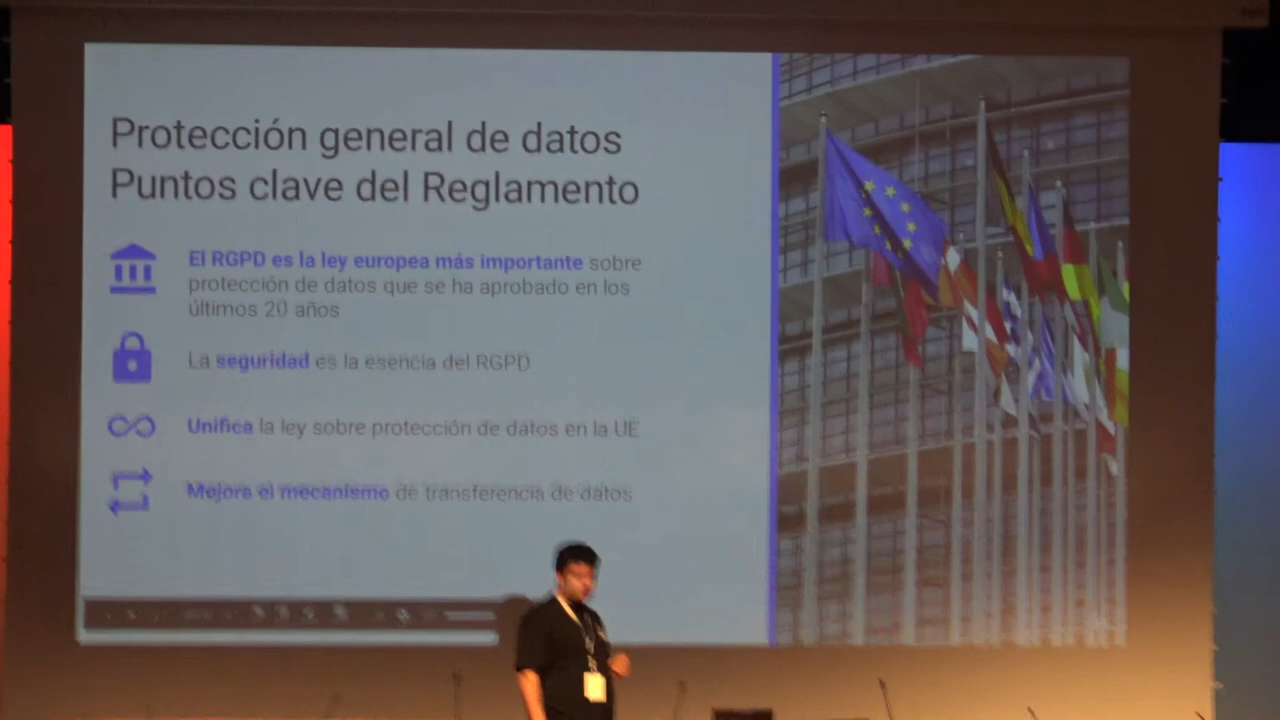 Protección general de datos
Puntos clave del Reglamento
El RGPD es la ley europea más importante sobre
protección de datos que se ha aprobado en los
últimos 20 años
La seguridad es la esencia del RGPD
Unifica la ley sobre protección de datos en la UE
Mejora el mecanismo de transferencia de datos